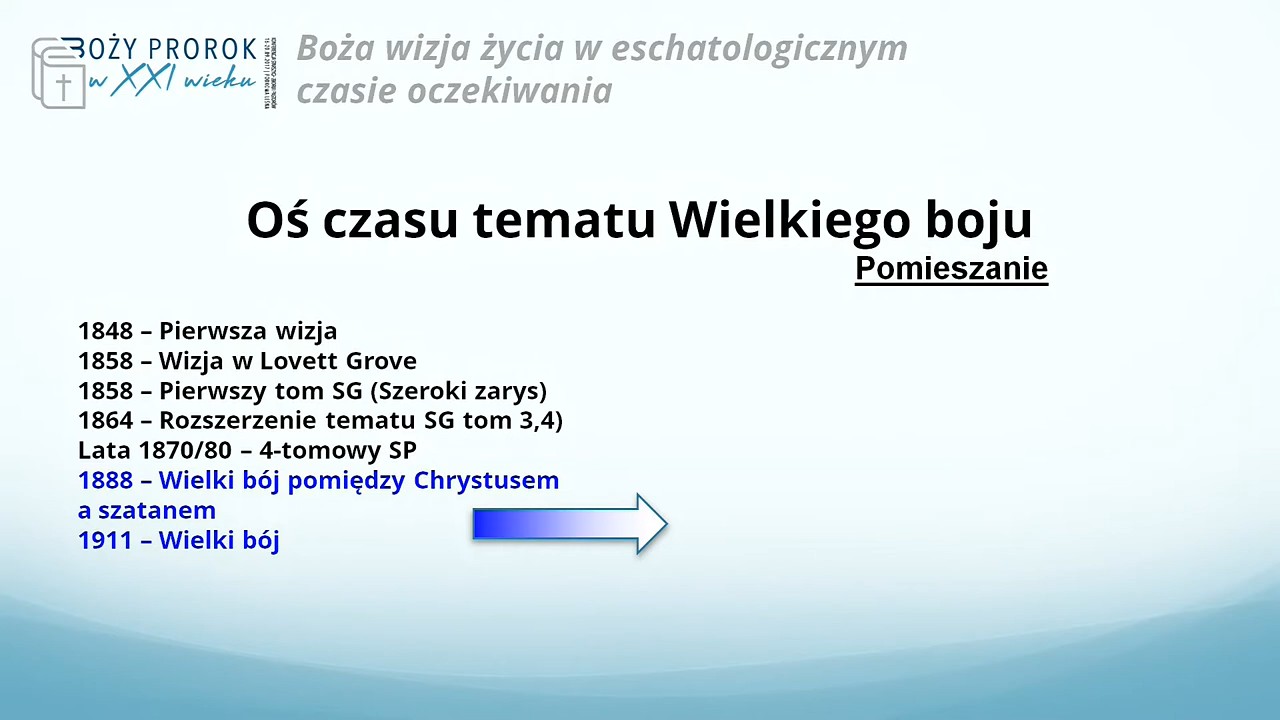 BOŻY PROROK
w XXI wieku
Boża wizja życia w eschatologicznym
czasie oczekiwania
Oś czasu tematu Wielkiego boju
Pomieszanie
1848 – Pierwsza wizja
1858 – Wizja w Lovett Grove
1858 – Pierwszy tom SG (Szeroki zarys)
1864 – Rozszerzenie tematu SG tom 3,4)
Lata 1870/80 – 4-tomowy SP
1888 – Wielki bój pomiędzy Chrystusem
a szatanem
1911 – Wielki bój